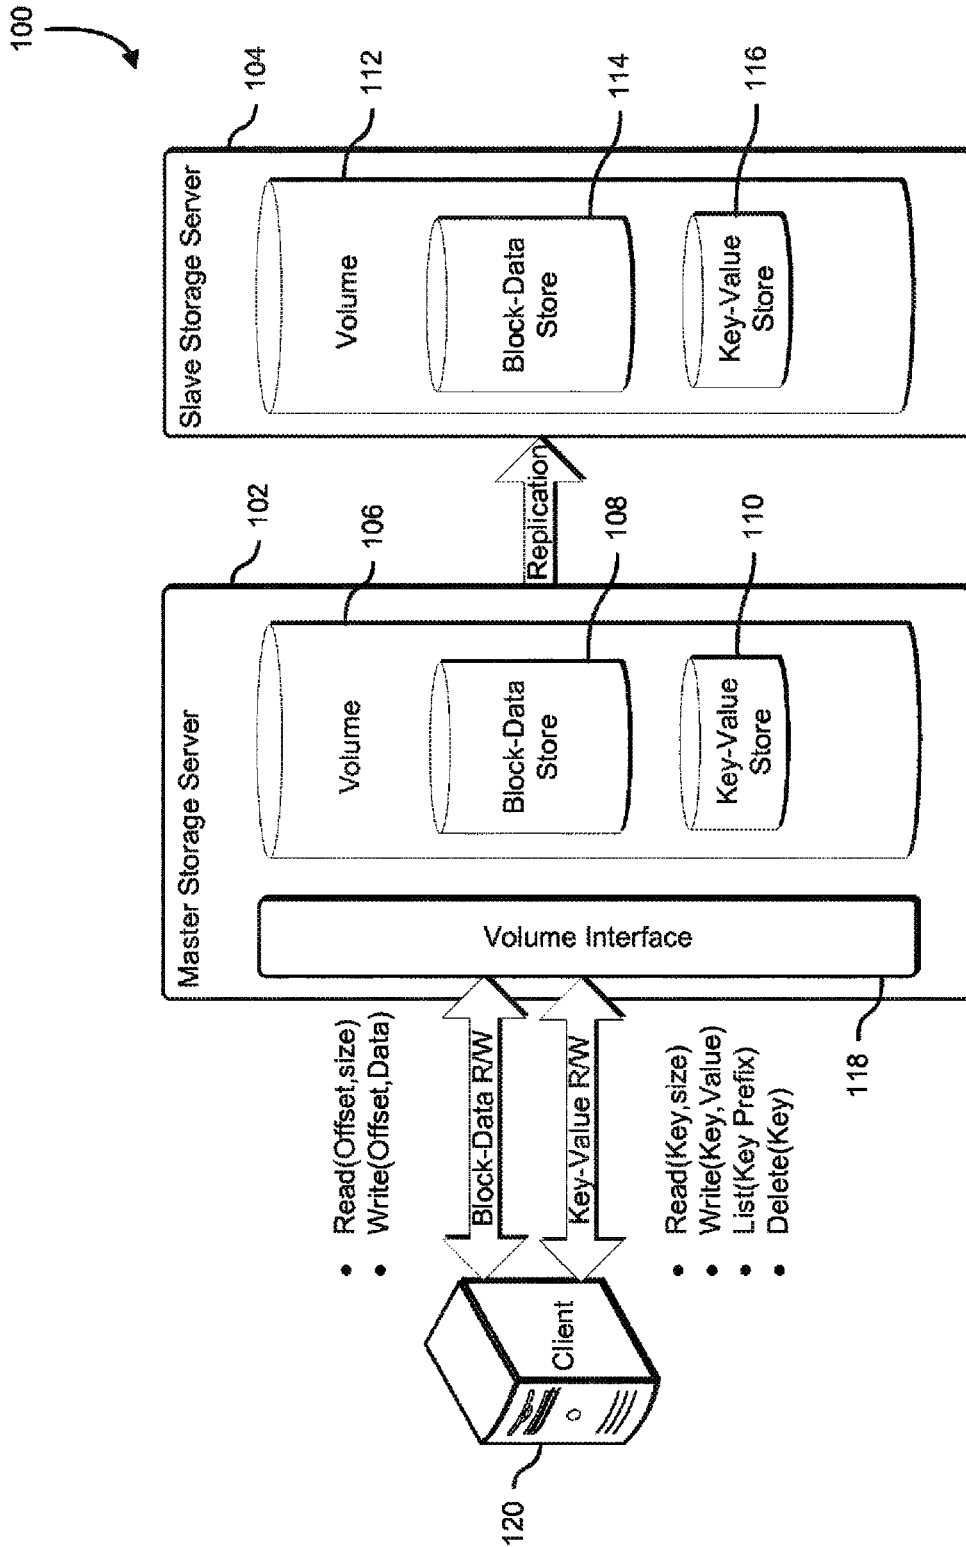 100
Master Storage Server
102
Slave Storage Server
104
Read(Offset,size)
Write(Offset,Data)
Volume
106
Volume
112
Block-Data R/W
Volume Interface
Block-Data
Store
108
Replication
Block-Data
Store
114
Client
120
Key-Value R/W
Key-Value
Store
110
Key-Value
Store
116
Read(Key,size)
Write(Key,Value)
List(Key Prefix)
Delete(Key)
118